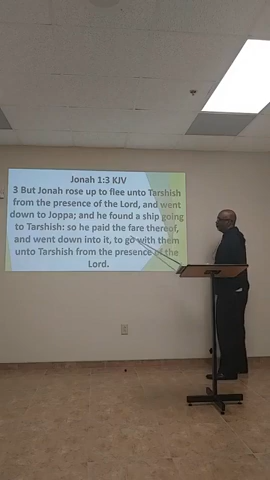 Jonah 1:3 KJV
3 But Jonah rose up to flee unto Tarshish
from the presence of the Lord, and went
down to Joppa; and he found a ship going
to Tarshish: so he paid the fare thereof,
and went down into it, to go with them
unto Tarshish from the presence of the
Lord.